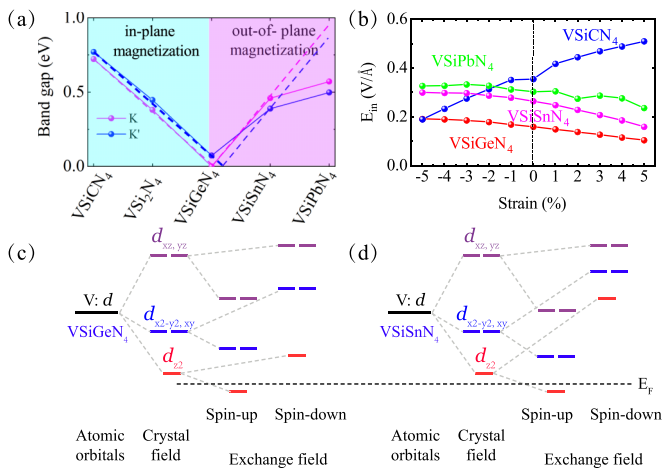 (a)
in-plane magnetization
out-of- plane magnetization
Band gap (eV)
1.0
0.5
0.0
K
K'
VSiCN4
VSi2N4
VSiGeN4
VSiSnN4
VSiPbN4
(b)
Ein (V/Å)
0.6
0.4
0.2
0.0
VSiCN4
VSiPbN4
VSiSnN4
VSiGeN4
-5 -4 -3 -2 -1 0 1 2 3 4 5
Strain (%)
(c)
dxz, yz
V: d
VSiGeN4
dx2-y2, xy
dz2
Spin-up
Spin-down
Atomic orbitals
Crystal field
Exchange field
(d)
dxz, yz
V: d
VSiSnN4
dx2-y2, xy
dz2
EF
Spin-up
Spin-down
Atomic orbitals
Crystal field
Exchange field